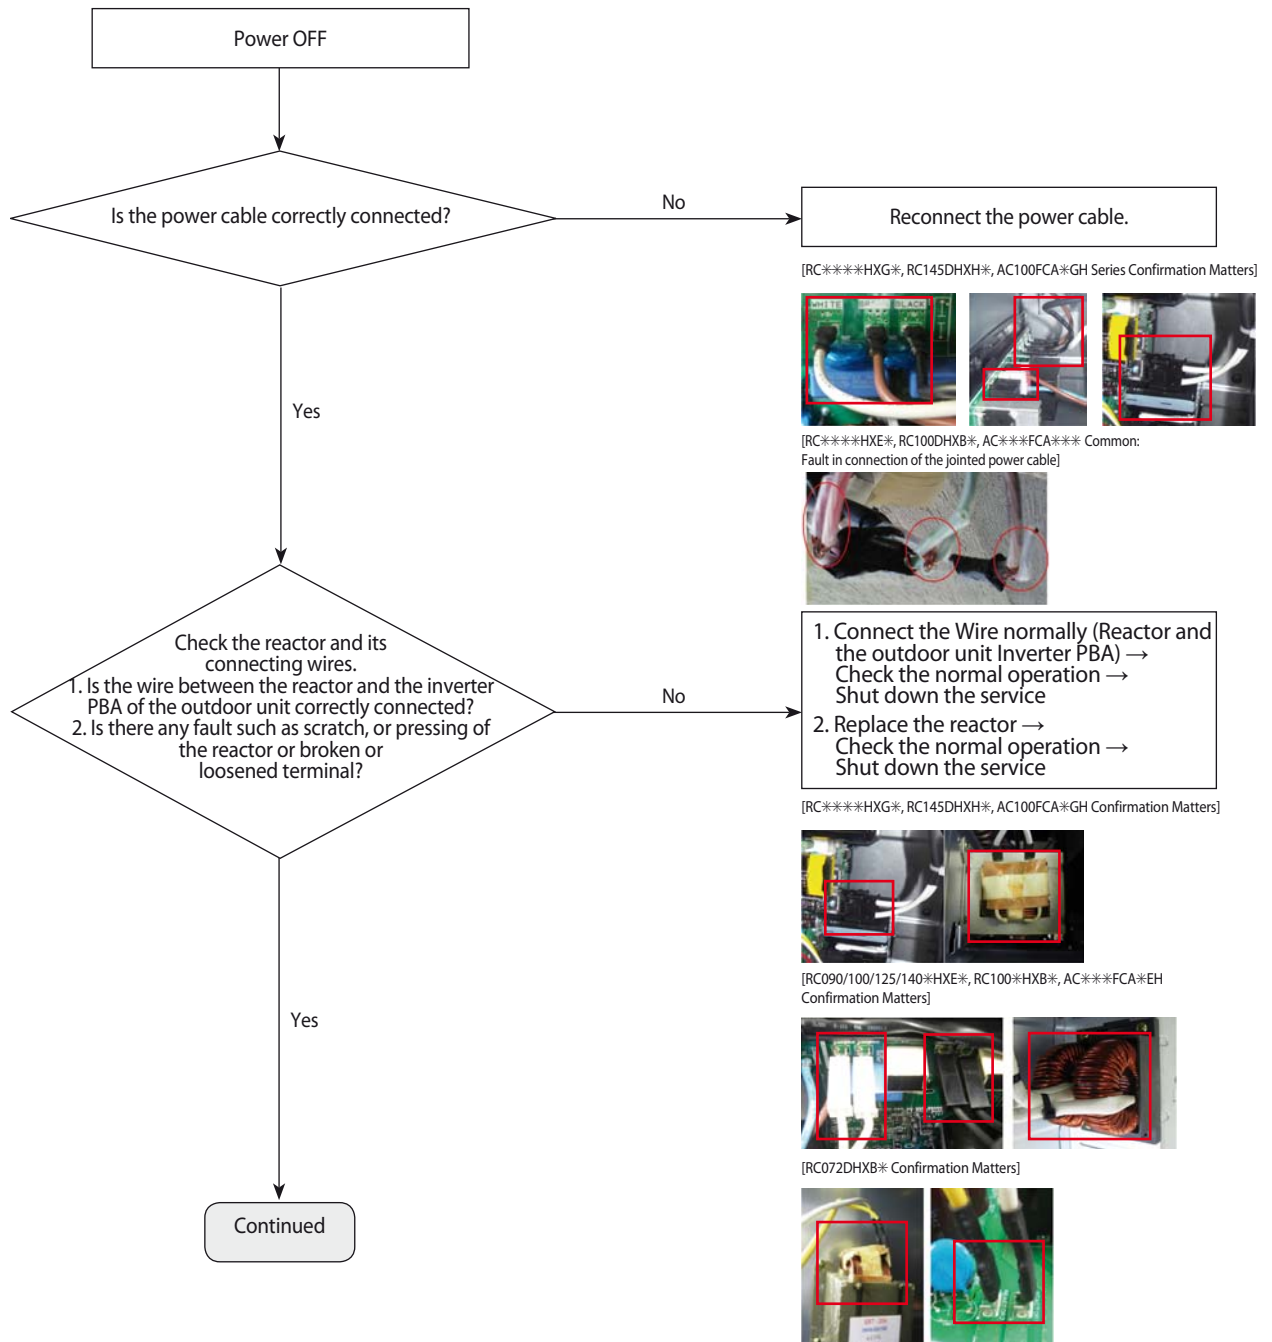 Power OFF
Is the power cable correctly connected?
No
Reconnect the power cable.
[RC✳✳✳✳HXG✳, RC145DHXH✳, AC100FCA✳GH Series Confirmation Matters]
WHITE
BLACK
Yes
[RC✳✳✳✳HXE✳, RC100DHXB✳, AC✳✳✳FCA✳✳✳ Common:
Fault in connection of the jointed power cable]
Check the reactor and its
connecting wires.
1. Is the wire between the reactor and the inverter
PBA of the outdoor unit correctly connected?
2. Is there any fault such as scratch, or pressing of
the reactor or broken or
loosened terminal?
No
1. Connect the Wire normally (Reactor and
the outdoor unit Inverter PBA) →
Check the normal operation →
Shut down the service
2. Replace the reactor →
Check the normal operation →
Shut down the service
[RC✳✳✳✳HXG✳, RC145DHXH✳, AC100FCA✳GH Confirmation Matters]
[RC090/100/125/140✳HXE✳, RC100✳HXB✳, AC✳✳✳FCA✳EH
Confirmation Matters]
Yes
[RC072DHXB✳ Confirmation Matters]
Continued